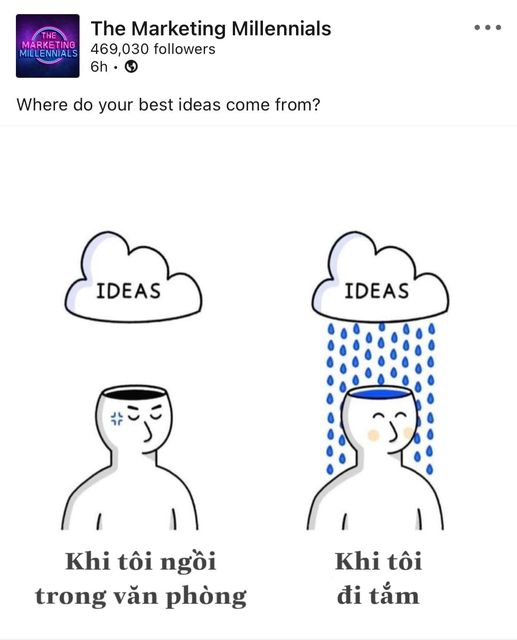 THE
MARKETING
MILLENNIALS
The Marketing Millennials
469,030 followers
6h •
Where do your best ideas come from?
IDEAS
IDEAS
Khi tôi ngồi
trong văn phòng
Khi tôi
đi tắm